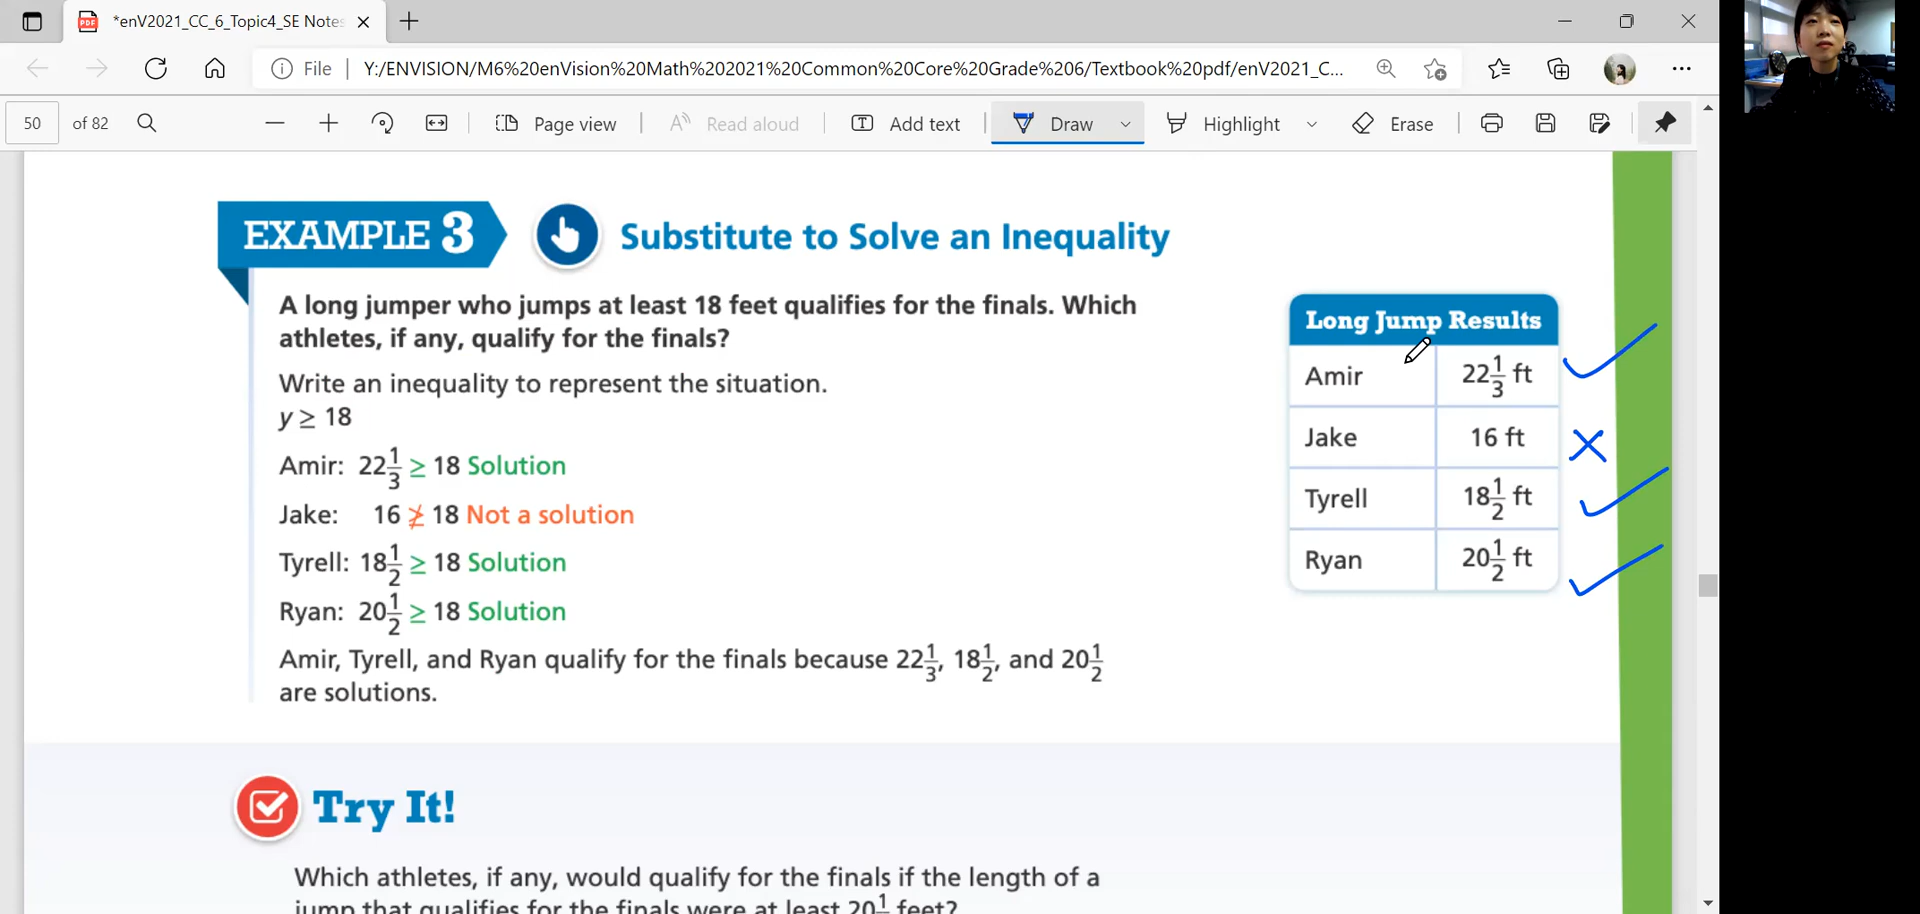 *enV2021_CC_6_Topic4_SE Notes
File
Y:/ENVISION/M6%20enVision%20Math%202021%20Common%20Core%20Grade%206/Textbook%20pdf/enV2021_C...
50 of 82
Page view
Read aloud
Add text
Draw
Highlight
Erase
EXAMPLE 3
Substitute to Solve an Inequality
A long jumper who jumps at least 18 feet qualifies for the finals. Which
athletes, if any, qualify for the finals?
Write an inequality to represent the situation.
y ≥ 18
Amir: 22 1/3 ≥ 18 Solution
Jake: 16 ≱ 18 Not a solution
Tyrell: 18 1/2 ≥ 18 Solution
Ryan: 20 1/2 ≥ 18 Solution
Amir, Tyrell, and Ryan qualify for the finals because 22 1/3, 18 1/2, and 20 1/2
are solutions.
Long Jump Results
Amir 22 1/3 ft
Jake 16 ft
Tyrell 18 1/2 ft
Ryan 20 1/2 ft
Try It!
Which athletes, if any, would qualify for the finals if the length of a
jump that qualifies for the finals were at least 20 1/ feet?